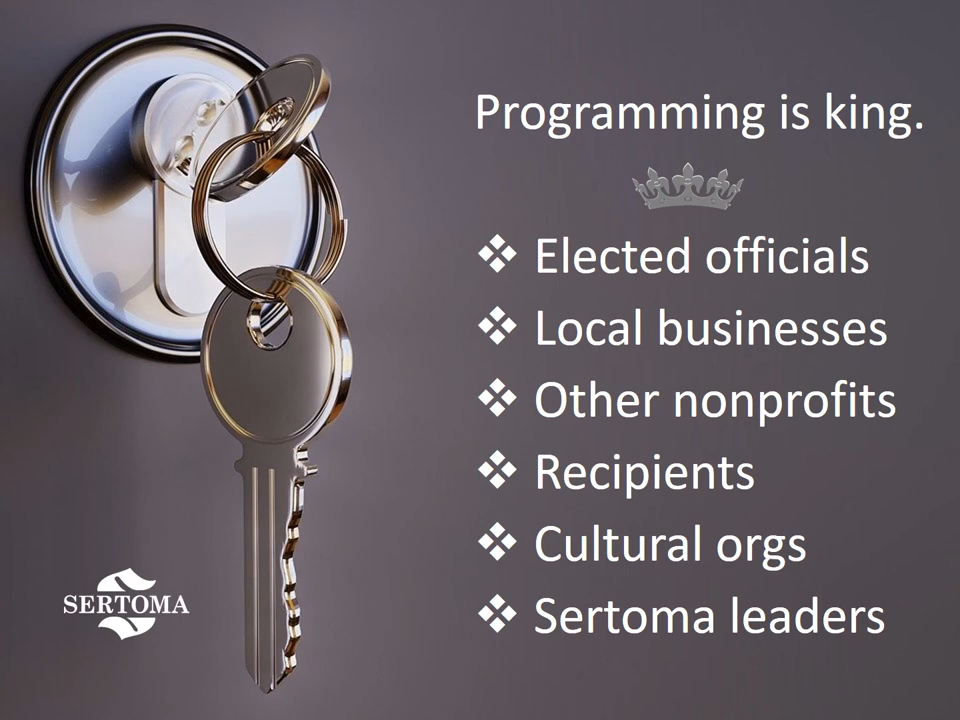 Programming is king.
❖ Elected officials
❖ Local businesses
❖ Other nonprofits
❖ Recipients
❖ Cultural orgs
❖ Sertoma leaders
SERTOMA